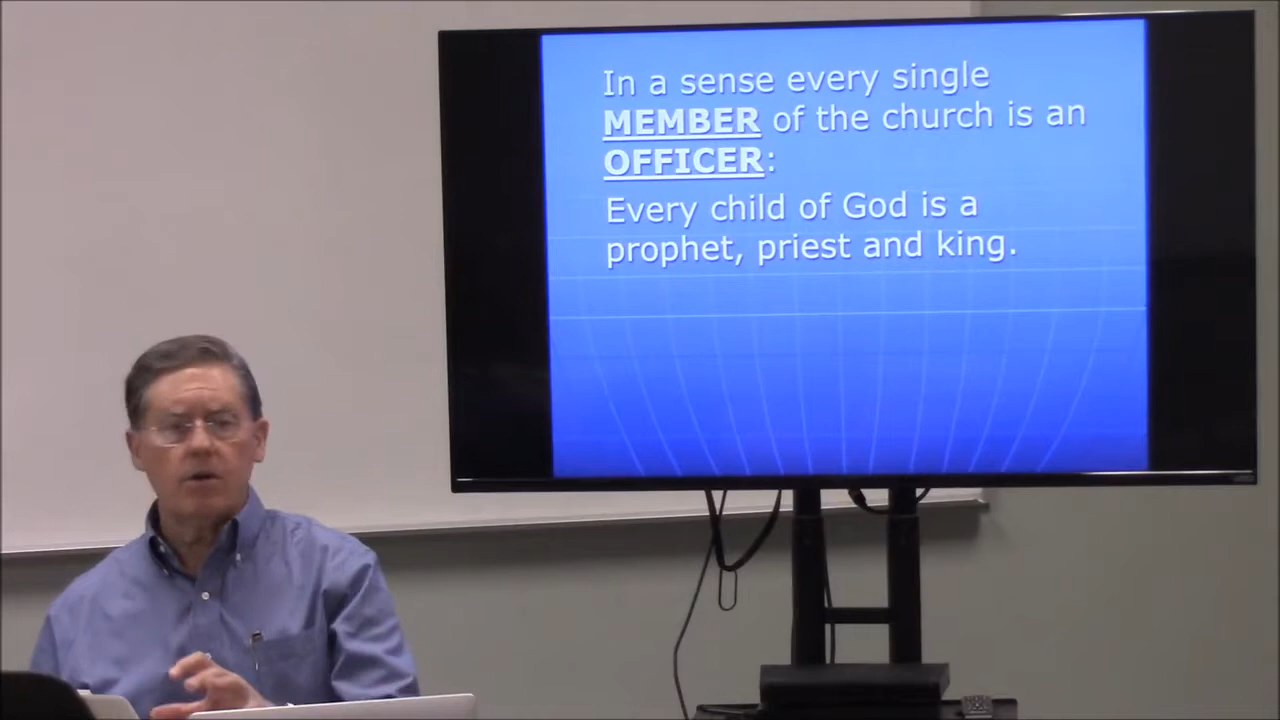 In a sense every single
MEMBER of the church is an
OFFICER:
Every child of God is a
prophet, priest and king.